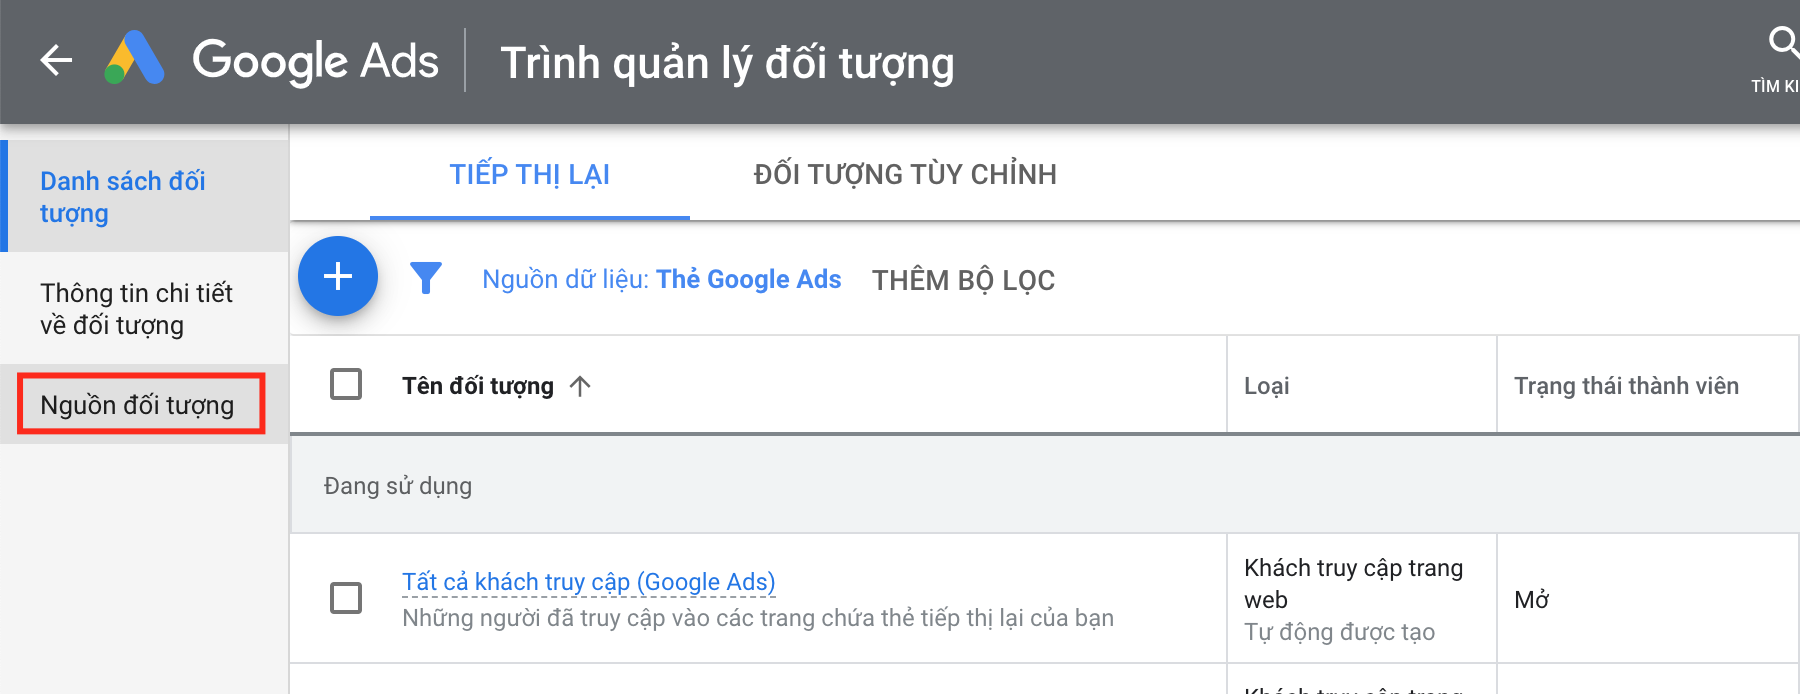 Google Ads
Trình quản lý đối tượng
TÌM KI
Danh sách đối
tượng
Thông tin chi tiết
về đối tượng
Nguồn đối tượng
TIẾP THỊ LẠI
ĐỐI TƯỢNG TÙY CHỈNH
Nguồn dữ liệu: Thẻ Google Ads
THÊM BỘ LỌC
Tên đối tượng
Loại
Trạng thái thành viên
Đang sử dụng
Tất cả khách truy cập (Google Ads)
Những người đã truy cập vào các trang chứa thẻ tiếp thị lại của bạn
Khách truy cập trang
web
Tự động được tạo
Mở